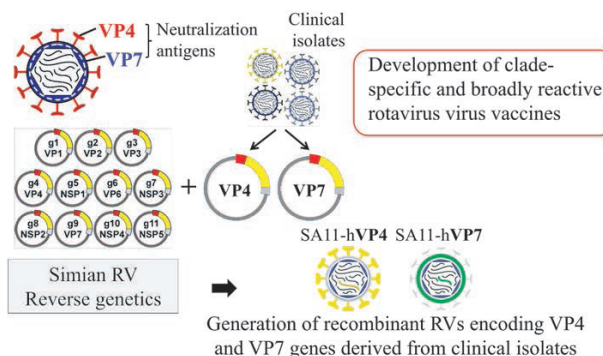 VP4
VP7
Neutralization
antigens
Clinical
isolates
Development of clade-
specific and broadly reactive
rotavirus virus vaccines
g1
VP1
g2
VP2
g3
VP3
g4
VP4
g5
NSP1
g6
VP6
g7
NSP3
g8
NSP2
g9
VP7
g10
NSP4
g11
NSP5
+
VP4
VP7
Simian RV
Reverse genetics
SA11-hVP4 SA11-hVP7
Generation of recombinant RVs encoding VP4
and VP7 genes derived from clinical isolates